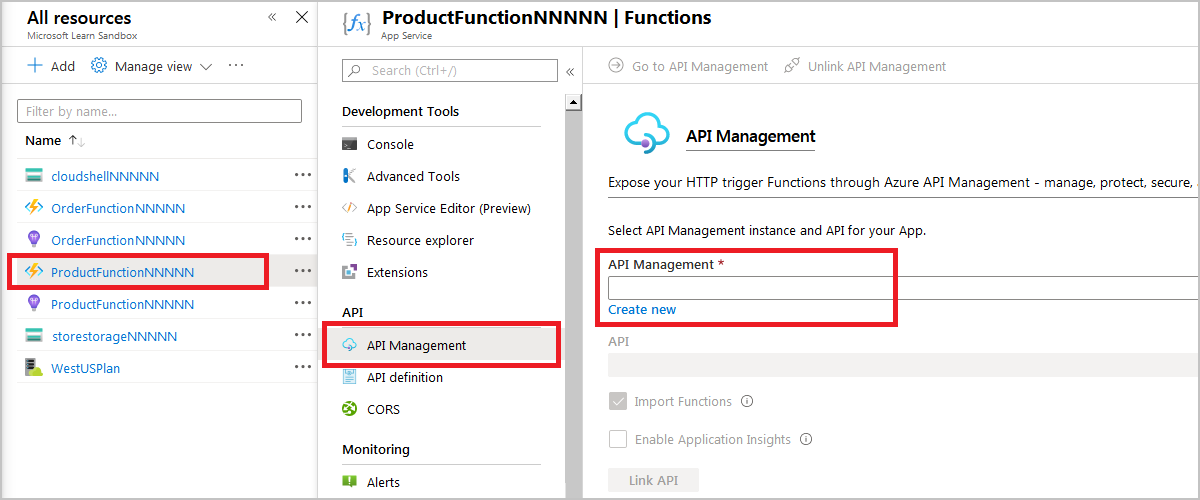 All resources
Microsoft Learn Sandbox
Add
Manage view
Filter by name...
Name
cloudshellNNNNN
OrderFunctionNNNNN
OrderFunctionNNNNN
ProductFunctionNNNNN
ProductFunctionNNNNN
storestorageNNNNN
WestUSPlan
ProductFunctionNNNNN | Functions
App Service
Search (Ctrl+/)
Development Tools
Console
Advanced Tools
App Service Editor (Preview)
Resource explorer
Extensions
API
API Management
API definition
CORS
Monitoring
Alerts
Go to API Management
Unlink API Management
API Management
Expose your HTTP trigger Functions through Azure API Management - manage, protect, secure,
Select API Management instance and API for your App.
API Management *
Create new
API
Import Functions
Enable Application Insights
Link API